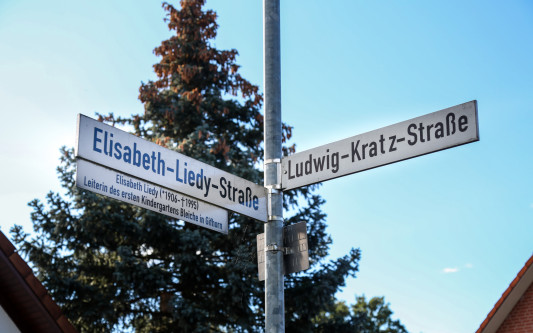 Elisabeth-Liedy-Straße
Elisabeth Liedy (*1906-†1995)
Leiterin des ersten Kindergartens Bleiche in Gifhorn
Ludwig-Kratz-Straße